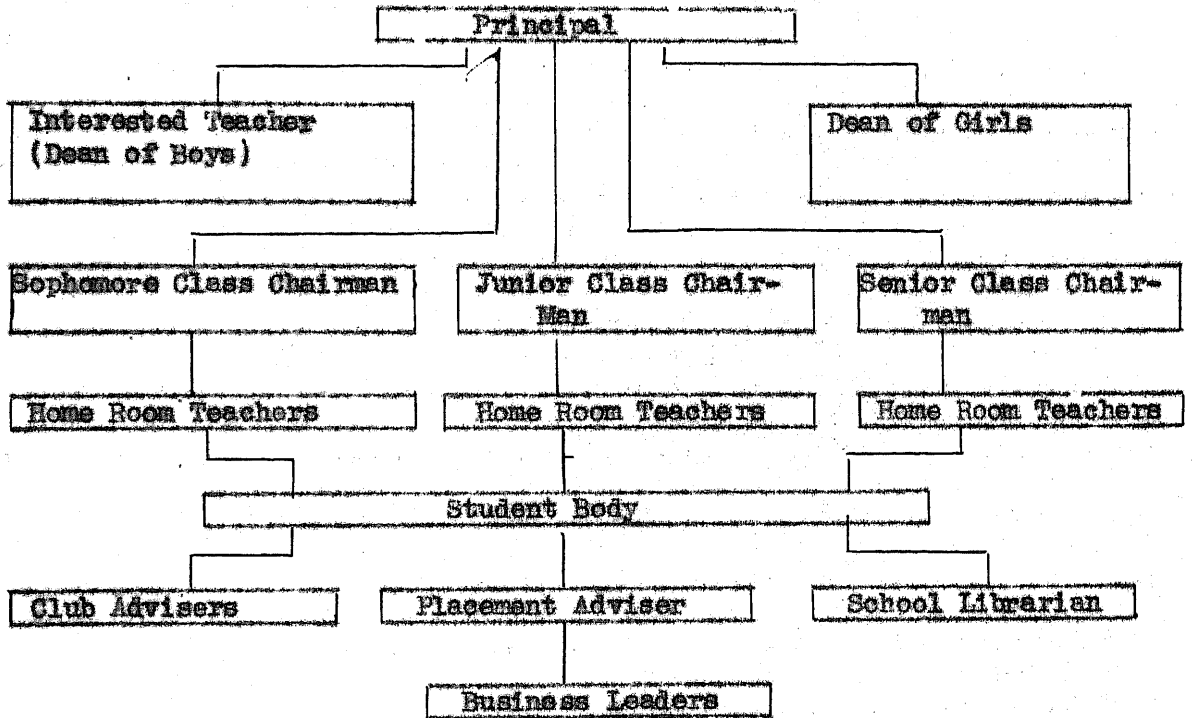 Principal
Interested Teacher
(Dean of Boys)
Dean of Girls
Sophomore Class Chairman
Junior Class Chair-
Man
Senior Class Chair-
man
Home Room Teachers
Home Room Teachers
Home Room Teachers
Student Body
Club Advisers
Placement Adviser
School Librarian
Business Leaders